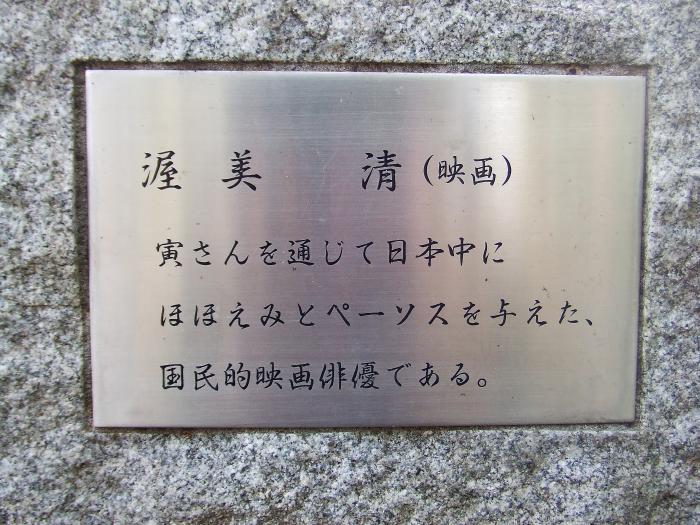 渥美　清（映画）
寅さんを通じて日本中に
ほほえみとペーソスを与えた、
国民的映画俳優である。